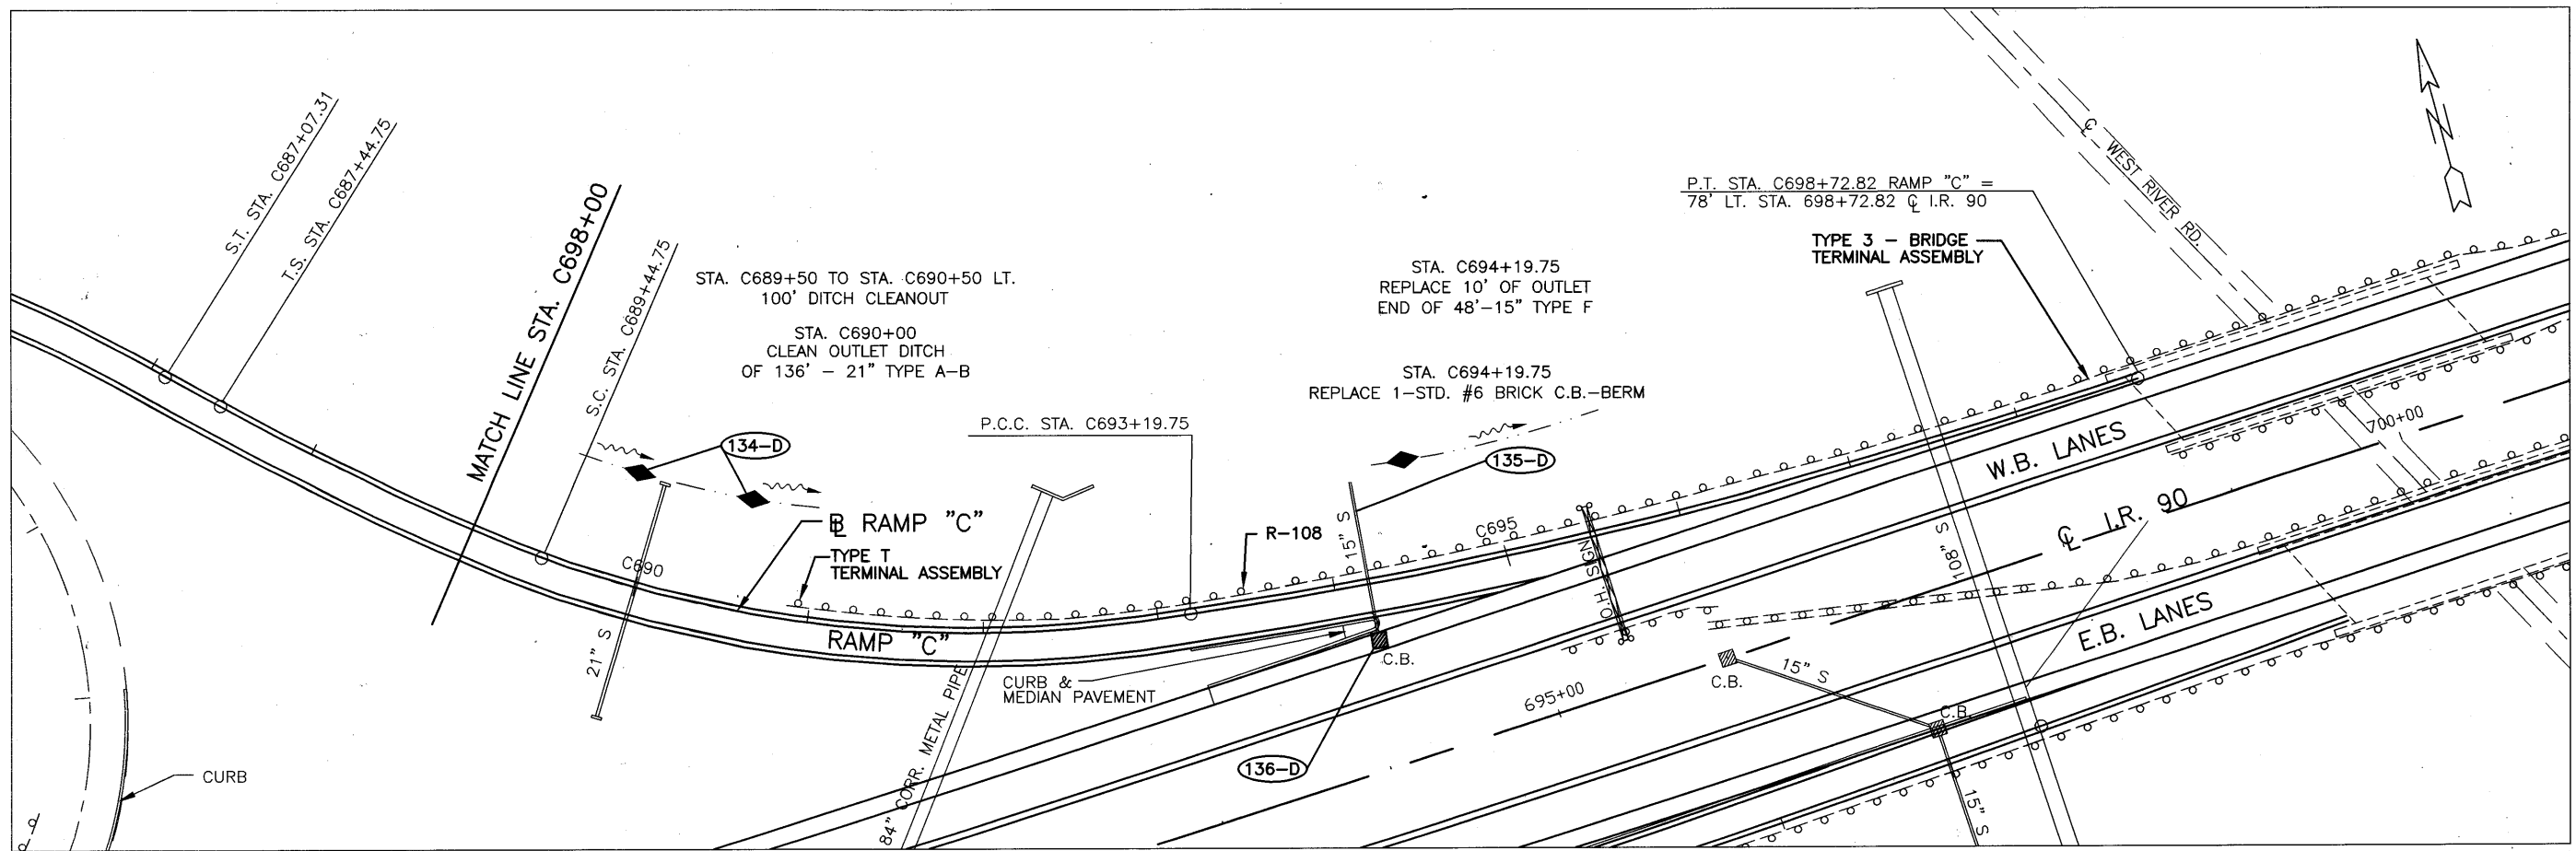 S.T. STA. C687+07.31
T.S. STA. C687+44.75
MATCH LINE STA. C698+00
S.C. STA. C689+44.75
STA. C689+50 TO STA. C690+50 LT.
100' DITCH CLEANOUT
STA. C690+00
CLEAN OUTLET DITCH
OF 136' - 21" TYPE A-B
134-D
P.C.C. STA. C693+19.75
STA. C694+19.75
REPLACE 10' OF OUTLET
END OF 48'-15" TYPE F
STA. C694+19.75
REPLACE 1-STD. #6 BRICK C.B.-BERM
135-D
P.T. STA. C698+72.82 RAMP "C" =
78' LT. STA. 698+72.82 ℄ I.R. 90
TYPE 3 - BRIDGE
TERMINAL ASSEMBLY
℄ WEST RIVER RD.
N
BL RAMP "C"
TYPE T
TERMINAL ASSEMBLY
R-108
15" S
C695
O.H. SIGN
108" S
W.B. LANES
700+00
℄ I.R. 90
E.B. LANES
C690
21" S
RAMP "C"
84" CORR. METAL PIPE
CURB &
MEDIAN PAVEMENT
C.B.
136-D
695+00
C.B.
15" S
C.B.
15" S
CURB